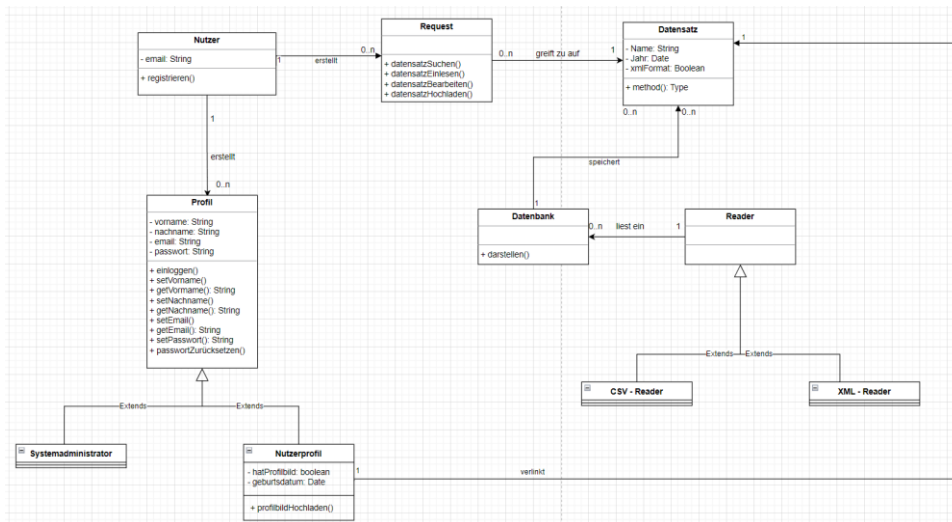 Nutzer
- email: String
+ registrieren()
1
erstellt
0..n
Request
+ datensatzSuchen()
+ datensatzEinlesen()
+ datensatzBearbeiten()
+ datensatzHochladen()
0..n
greift zu auf
1
Datensatz
- Name: String
- Jahr: Date
- xmlFormat: Boolean
+ method(): Type
1
0..n
0..n
1
erstellt
0..n
speichert
1
Profil
- vorname: String
- nachname: String
- email: String
- passwort: String
+ einloggen()
+ setVorname()
+ getVormame(): String
+ setNachname()
+ getNachname(): String
+ setEmail()
+ getEmail(): String
+ setPasswort(): String
+ passwortZurücksetzen()
Datenbank
+ darstellen()
0..n
liest ein
1
Reader
Extends
Extends
CSV - Reader
XML - Reader
Extends
Extends
Systemadministrator
Nutzerprofil
- hatProfilbild: boolean
- geburtsdatum: Date
+ profilbildHochladen()
1
verlinkt